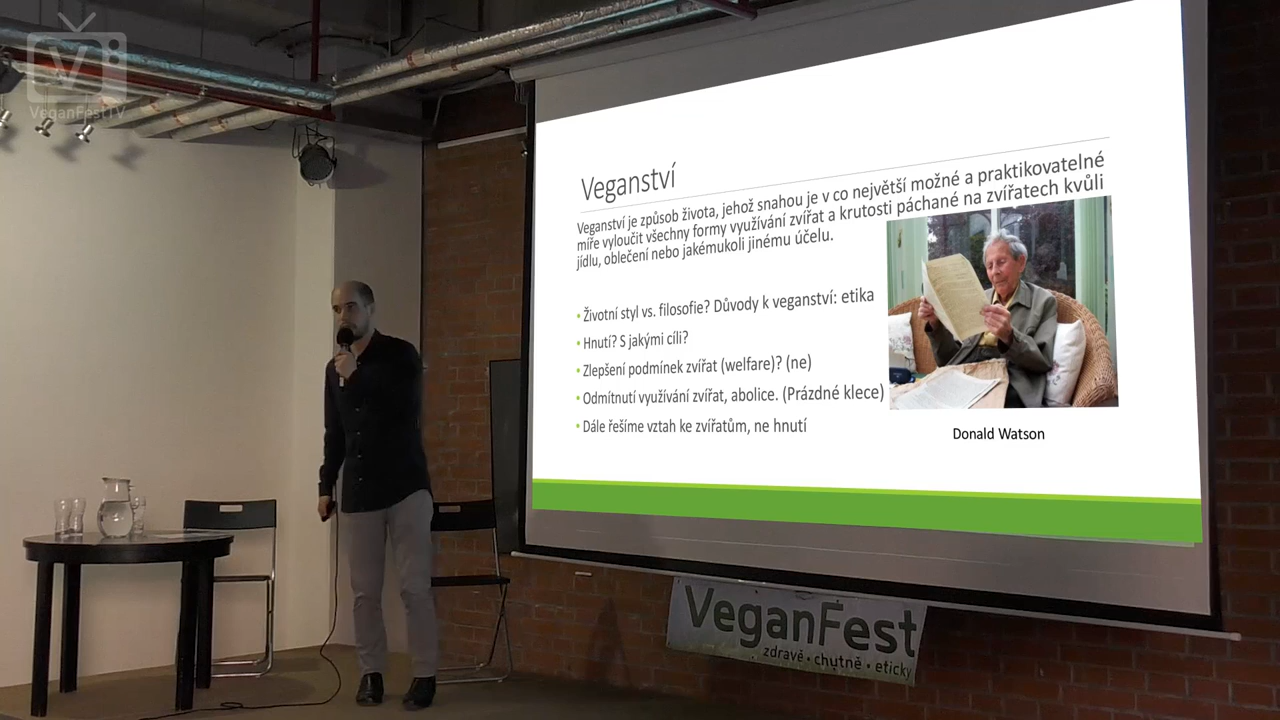 V
VeganFestTV
Veganství
Veganství je způsob života, jehož snahou je v co největší možné a praktikovatelné
míře vyloučit všechny formy využívání zvířat a krutosti páchané na zvířatech kvůli
jídlu, oblečení nebo jakémukoli jinému účelu.
• Životní styl vs. filosofie? Důvody k veganství: etika
• Hnutí? S jakými cíli?
• Zlepšení podmínek zvířat (welfare)? (ne)
• Odmítnutí využívání zvířat, abolice. (Prázdné klece)
• Dále řešíme vztah ke zvířatům, ne hnutí
Donald Watson
VeganFest
zdravě • chutně • eticky